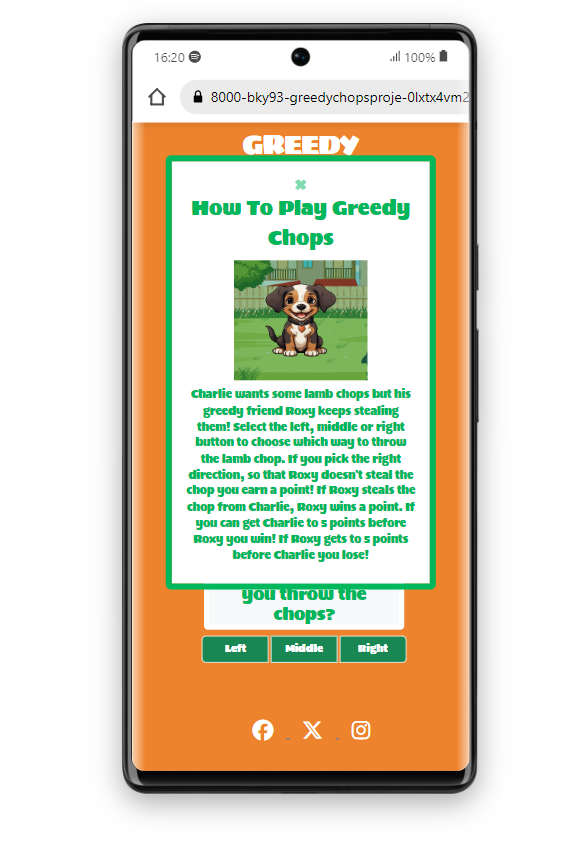 16:20
100%
8000-bky93-greedychopsproje-0lxtx4vm2
GREEDY
How To Play Greedy
Chops
Charlie wants some lamb chops but his
greedy friend Roxy keeps stealing
them! Select the left, middle or right
button to choose which way to throw
the lamb chop. If you pick the right
direction, so that Roxy doesn't steal the
chop you earn a point! If Roxy steals the
chop from Charlie, Roxy wins a point. If
you can get Charlie to 5 points before
Roxy you win! If Roxy gets to 5 points
before Charlie you lose!
you throw the
chops?
Left Middle Right